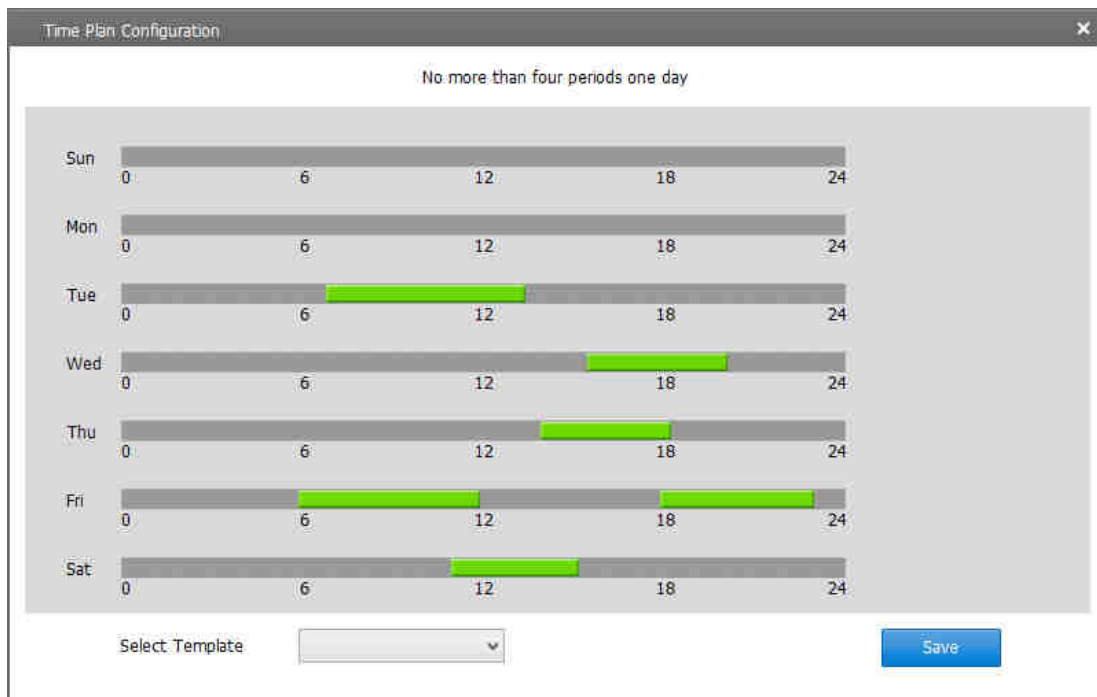 Time Plan Configuration
No more than four periods one day
Sun
0 6 12 18 24
Mon
0 6 12 18 24
Tue
0 6 12 18 24
Wed
0 6 12 18 24
Thu
0 6 12 18 24
Fri
0 6 12 18 24
Sat
0 6 12 18 24
Select Template
Save